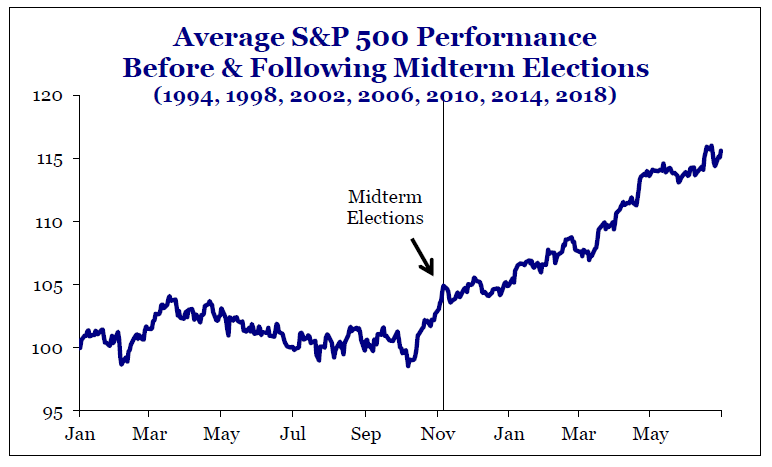 Average S&P 500 Performance
Before & Following Midterm Elections
(1994, 1998, 2002, 2006, 2010, 2014, 2018)
120
115
110
105
100
95
Midterm
Elections
Jan Mar May Jul Sep Nov Jan Mar May